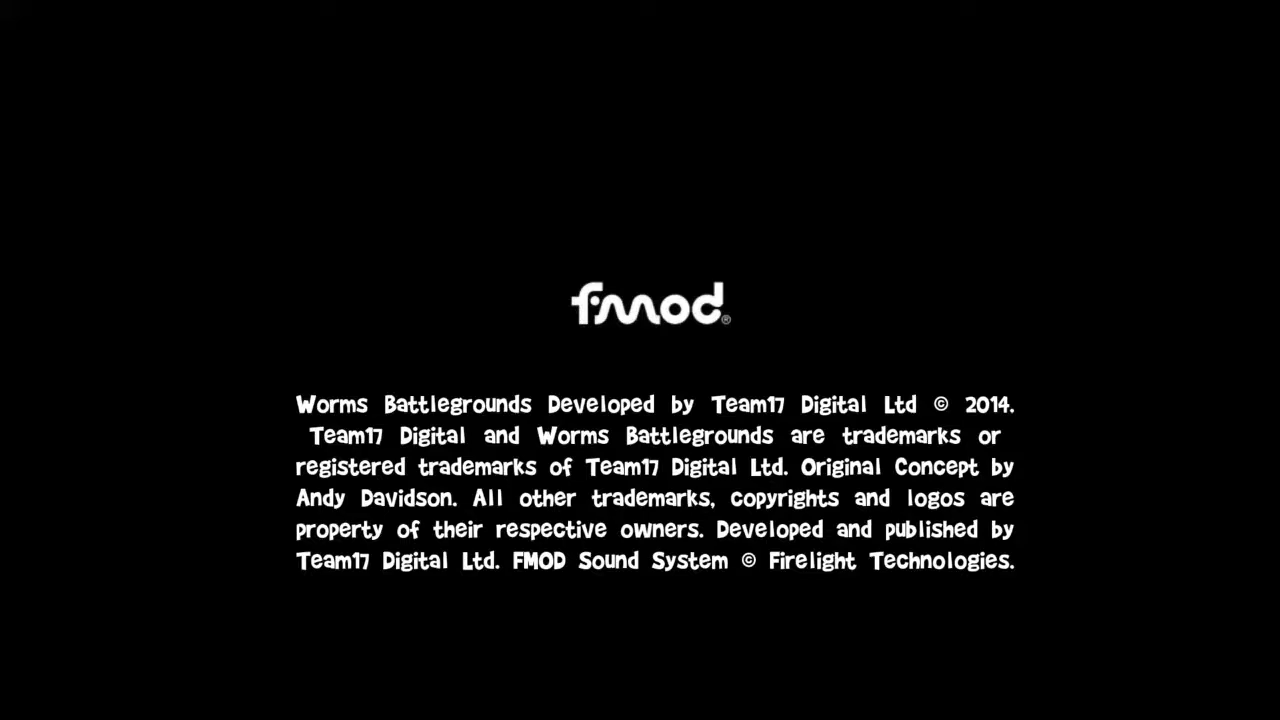 fmod®
Worms Battlegrounds Developed by Team17 Digital Ltd © 2014.
Team17 Digital and Worms Battlegrounds are trademarks or
registered trademarks of Team17 Digital Ltd. Original Concept by
Andy Davidson. All other trademarks, copyrights and logos are
property of their respective owners. Developed and published by
Team17 Digital Ltd. FMOD Sound System © Firelight Technologies.